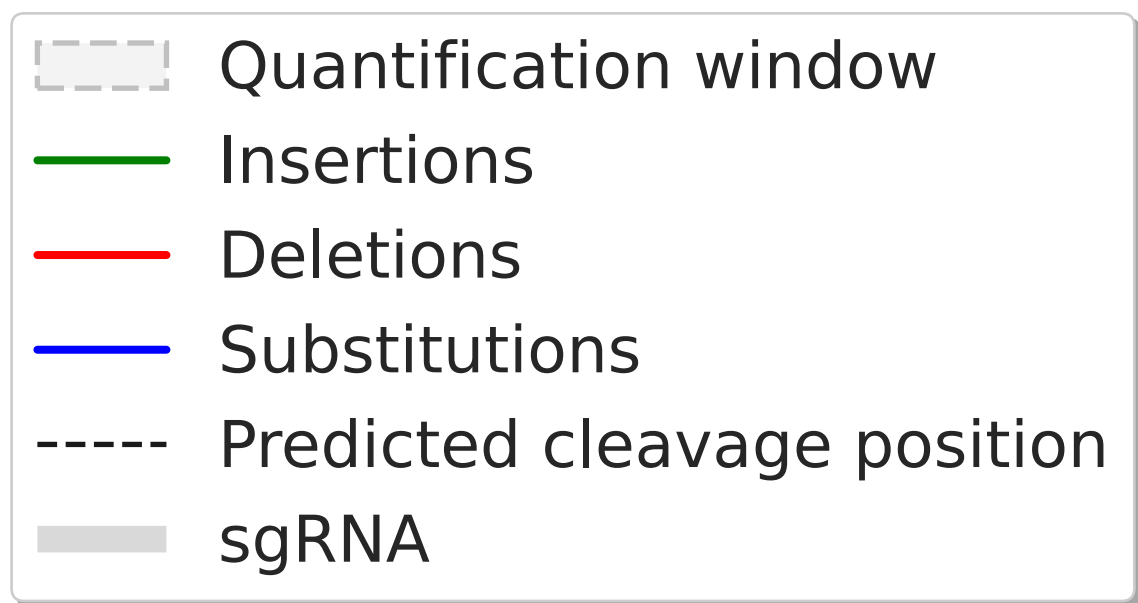 Quantification window
Insertions
Deletions
Substitutions
Predicted cleavage position
sgRNA